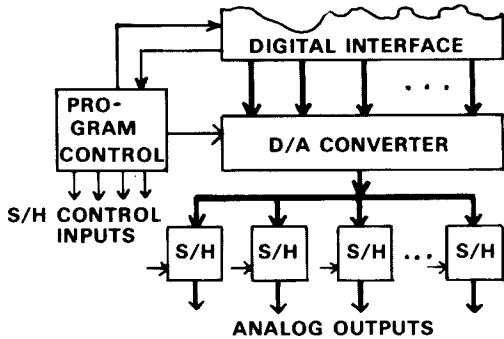 DIGITAL INTERFACE
PRO-
GRAM
CONTROL
D/A CONVERTER
S/H CONTROL
INPUTS
S/H S/H S/H ... S/H
ANALOG OUTPUTS